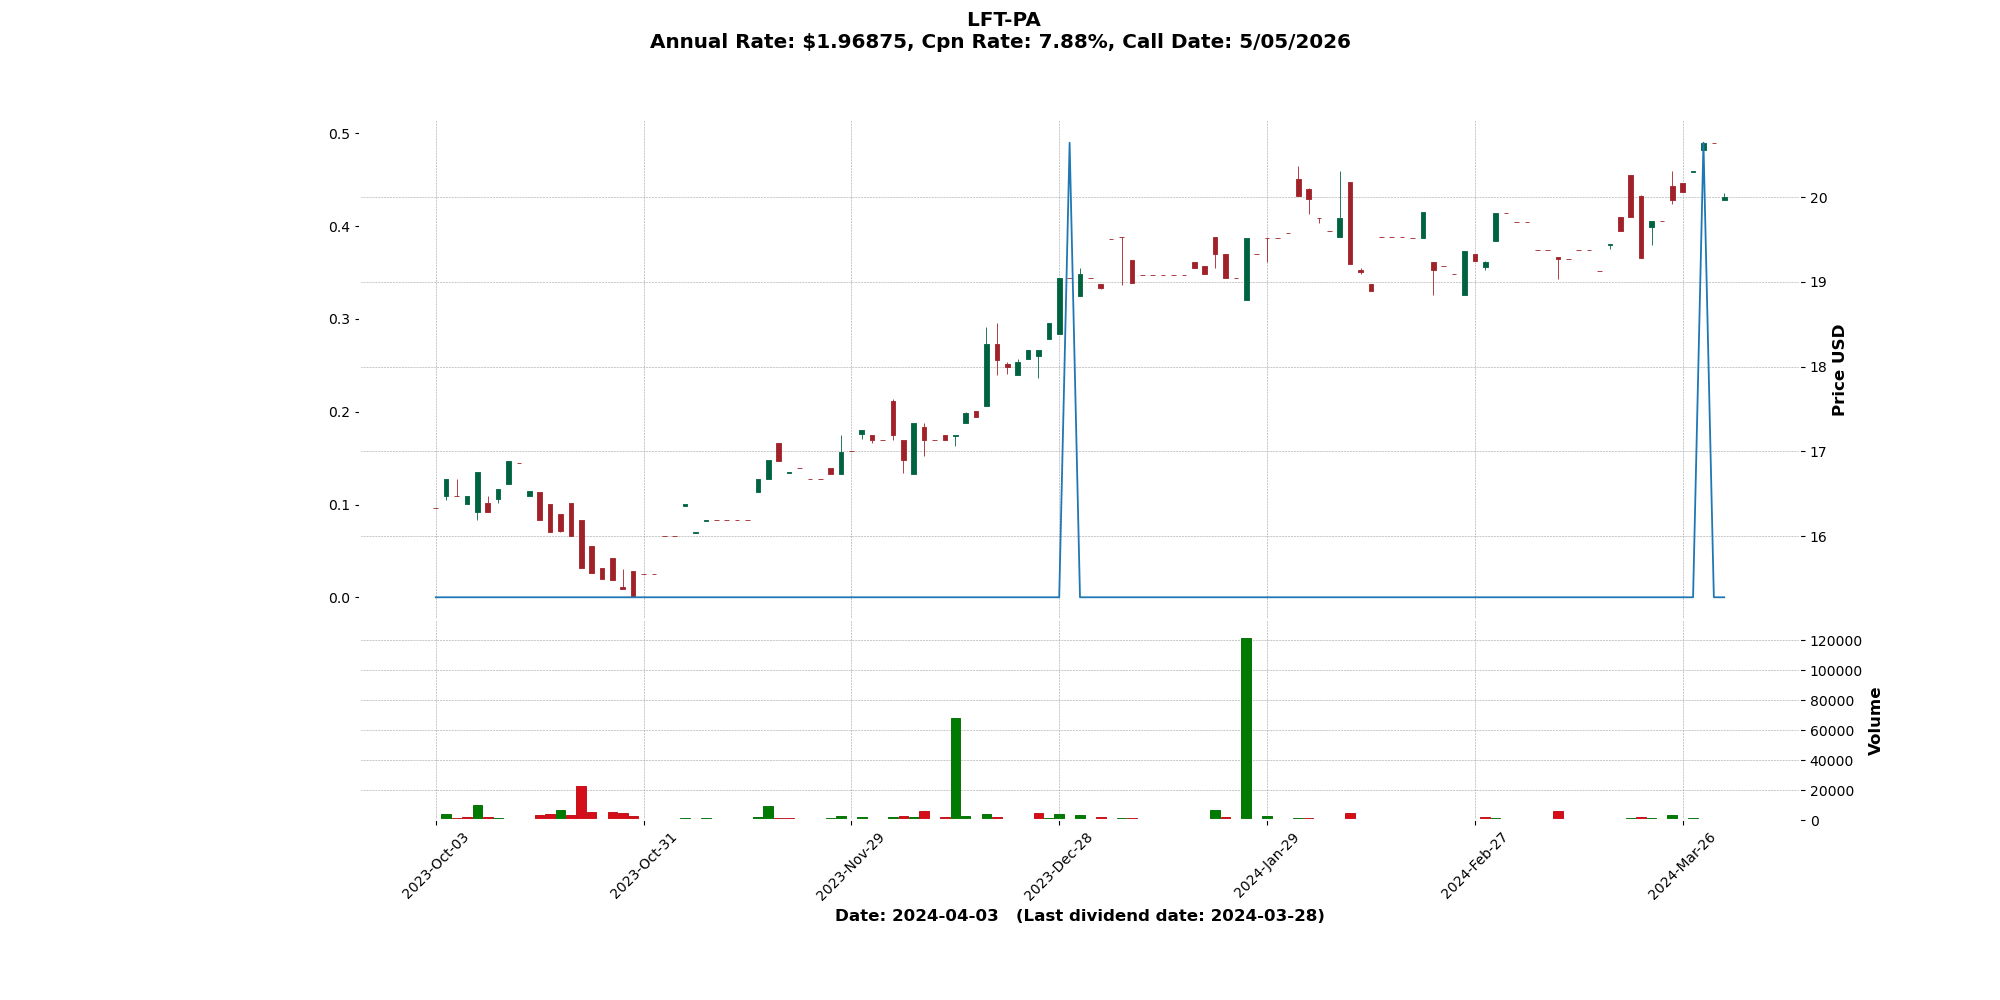 LFT-PA
Annual Rate: $1.96875, Cpn Rate: 7.88%, Call Date: 5/05/2026
0.5
0.4
0.3
0.2
0.1
0.0
20
19
18
17
16
Price USD
120000
100000
80000
60000
40000
20000
0
Volume
2023-Oct-03
2023-Oct-31
2023-Nov-29
2023-Dec-28
2024-Jan-29
2024-Feb-27
2024-Mar-26
Date: 2024-04-03 (Last dividend date: 2024-03-28)